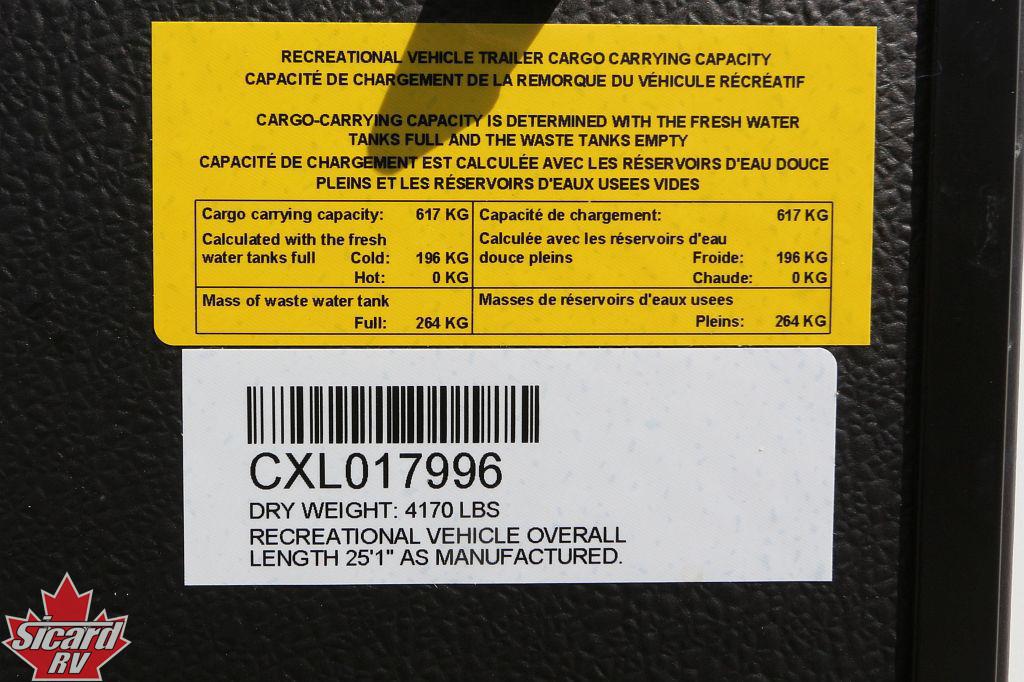 RECREATIONAL VEHICLE TRAILER CARGO CARRYING CAPACITY
CAPACITÉ DE CHARGEMENT DE LA REMORQUE DU VÉHICULE RÉCRÉATIF
CARGO-CARRYING CAPACITY IS DETERMINED WITH THE FRESH WATER
TANKS FULL AND THE WASTE TANKS EMPTY
CAPACITÉ DE CHARGEMENT EST CALCULÉE AVEC LES RÉSERVOIRS D'EAU DOUCE
PLEINS ET LES RÉSERVOIRS D'EAUX USEES VIDES
Cargo carrying capacity: 617 KG
Calculated with the fresh
water tanks full Cold: 196 KG
Hot: 0 KG
Mass of waste water tank
Full: 264 KG
Capacité de chargement: 617 KG
Calculée avec les réservoirs d'eau
douce pleins Froide: 196 KG
Chaude: 0 KG
Masses de réservoirs d'eaux usees
Pleins: 264 KG
CXL017996
DRY WEIGHT: 4170 LBS
RECREATIONAL VEHICLE OVERALL
LENGTH 25'1" AS MANUFACTURED.
Sicard
RV